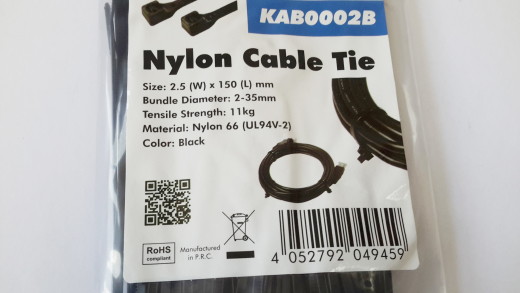 KAB0002B
Nylon Cable Tie
Size: 2.5 (W) x 150 (L) mm
Bundle Diameter: 2-35mm
Tensile Strength: 11kg
Material: Nylon 66 (UL94V-2)
Color: Black
RoHS
compliant
Manufactured
in P.R.C.
4 052792 049459